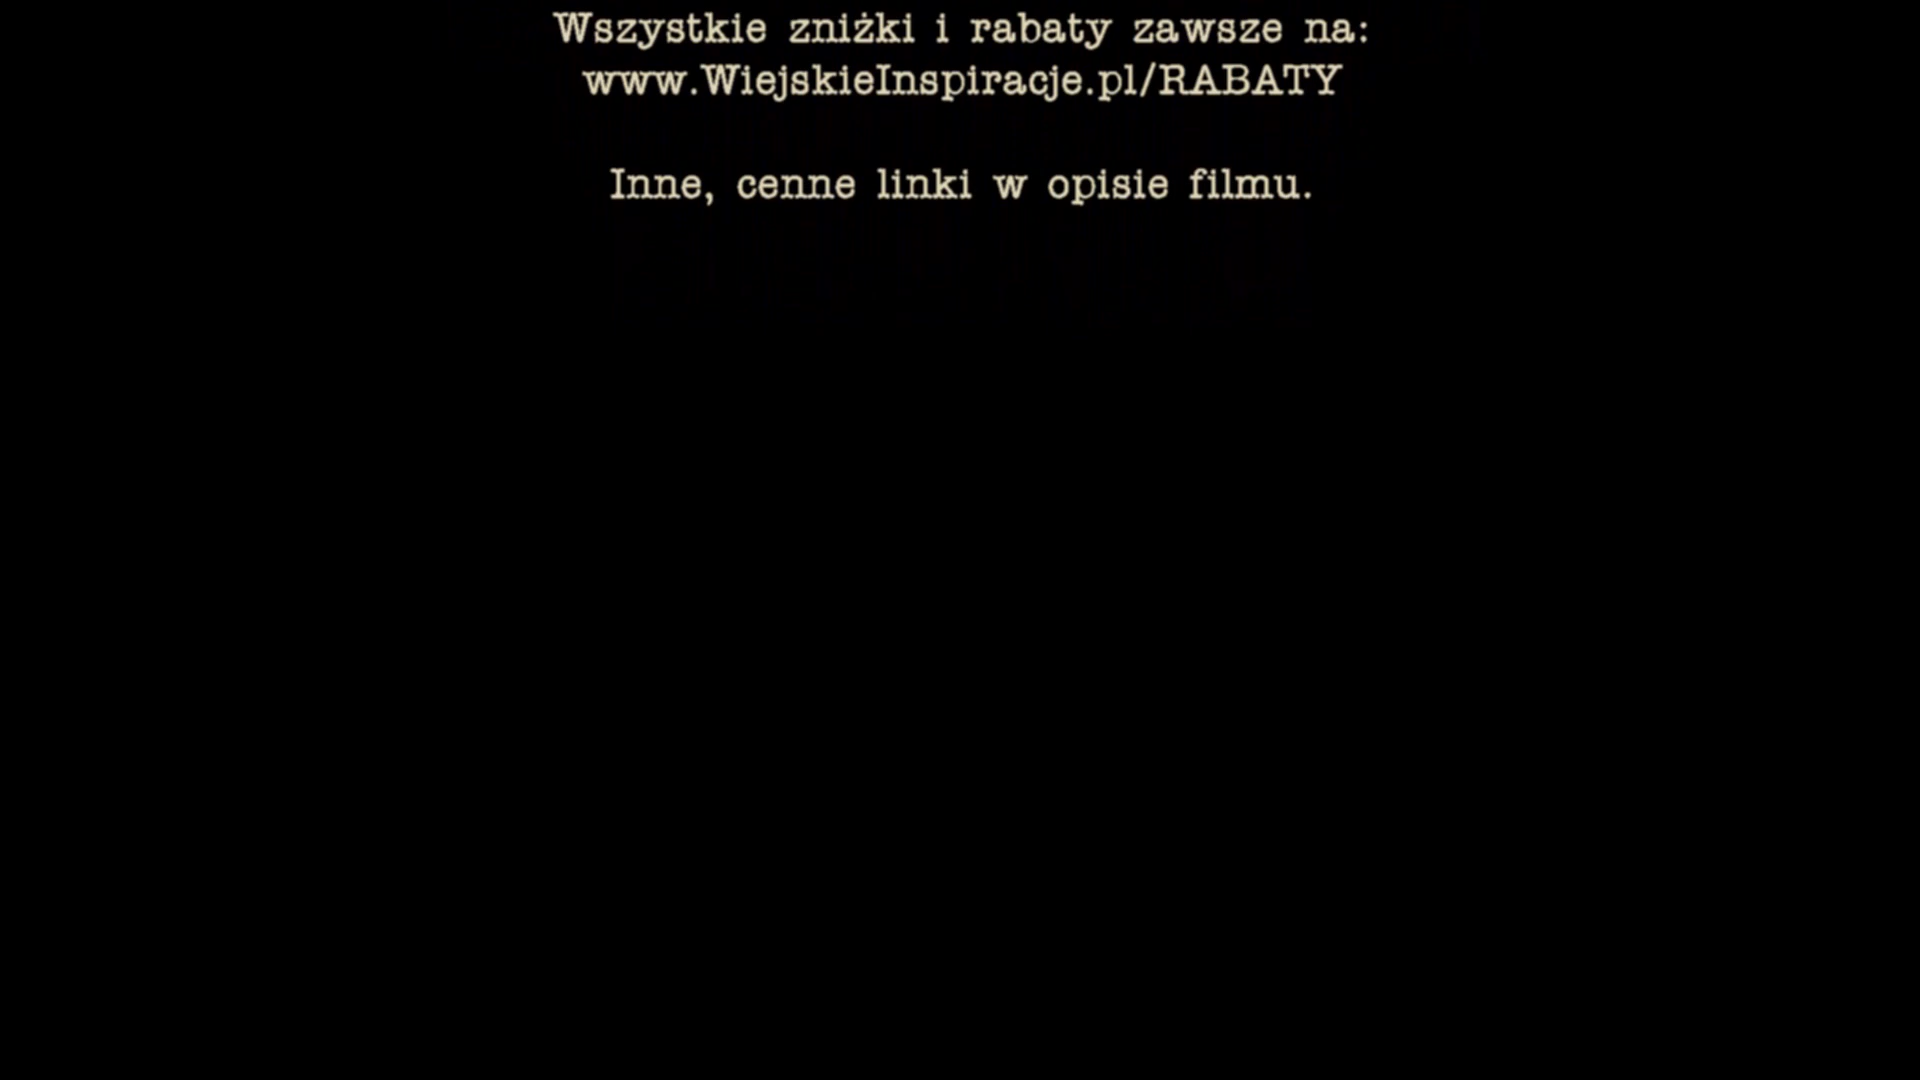 Wszystkie zniżki i rabaty zawsze na:
www.WiejskieInspiracje.pl/RABATY
Inne, cenne linki w opisie filmu.